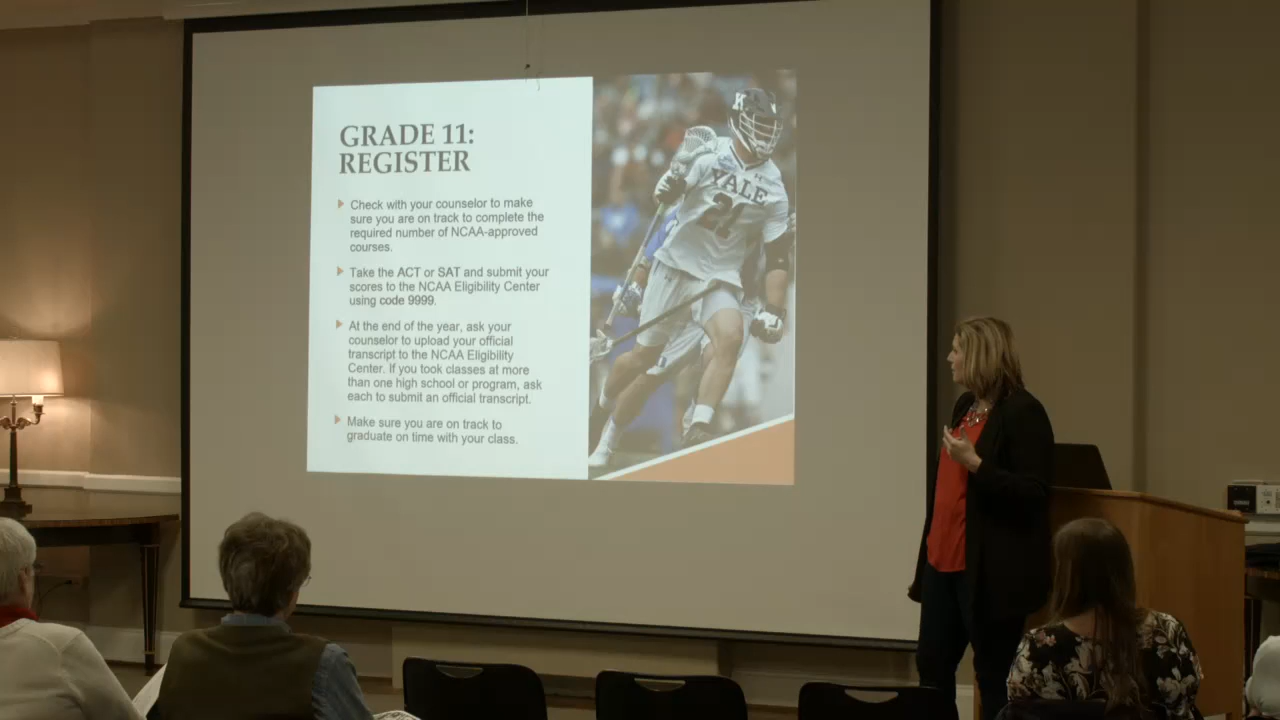 GRADE 11:
REGISTER
Check with your counselor to make
sure you are on track to complete the
required number of NCAA-approved
courses.
Take the ACT or SAT and submit your
scores to the NCAA Eligibility Center
using code 9999.
At the end of the year, ask your
counselor to upload your official
transcript to the NCAA Eligibility
Center. If you took classes at more
than one high school or program, ask
each to submit an official transcript.
Make sure you are on track to
graduate on time with your class.
YALE
21